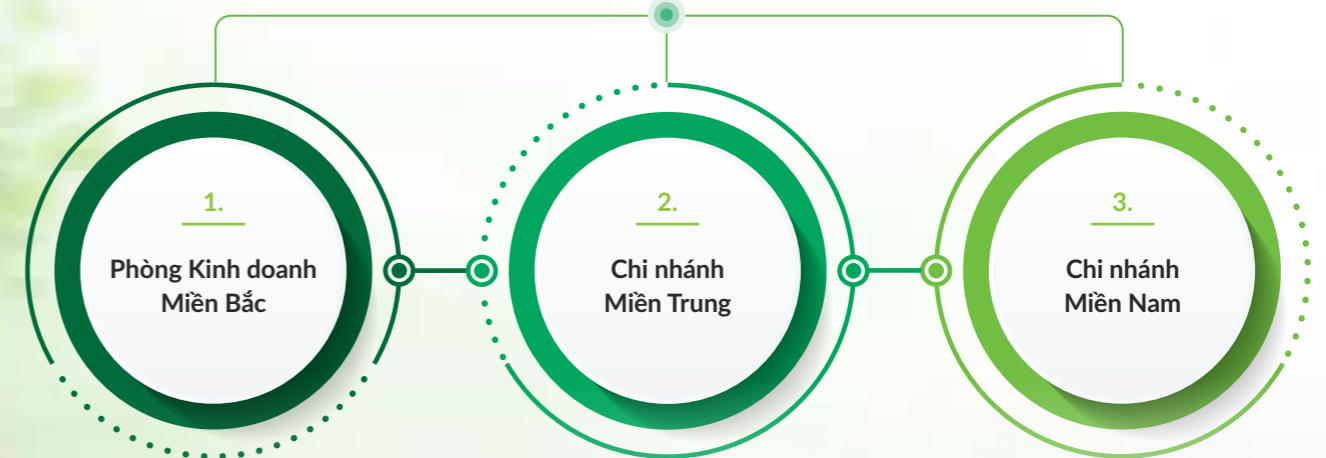 1.
Phòng Kinh doanh
Miền Bắc
2.
Chi nhánh
Miền Trung
3.
Chi nhánh
Miền Nam